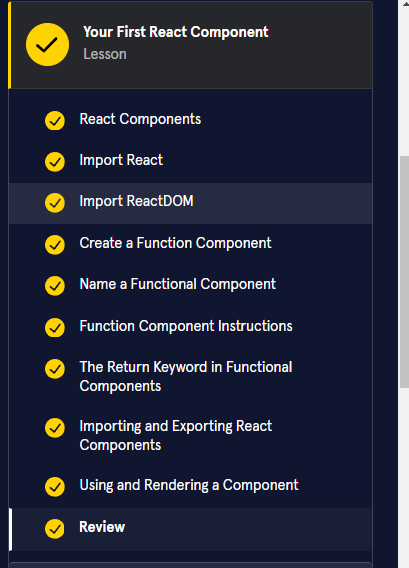 Your First React Component
Lesson
React Components
Import React
Import ReactDOM
Create a Function Component
Name a Functional Component
Function Component Instructions
The Return Keyword in Functional
Components
Importing and Exporting React
Components
Using and Rendering a Component
Review